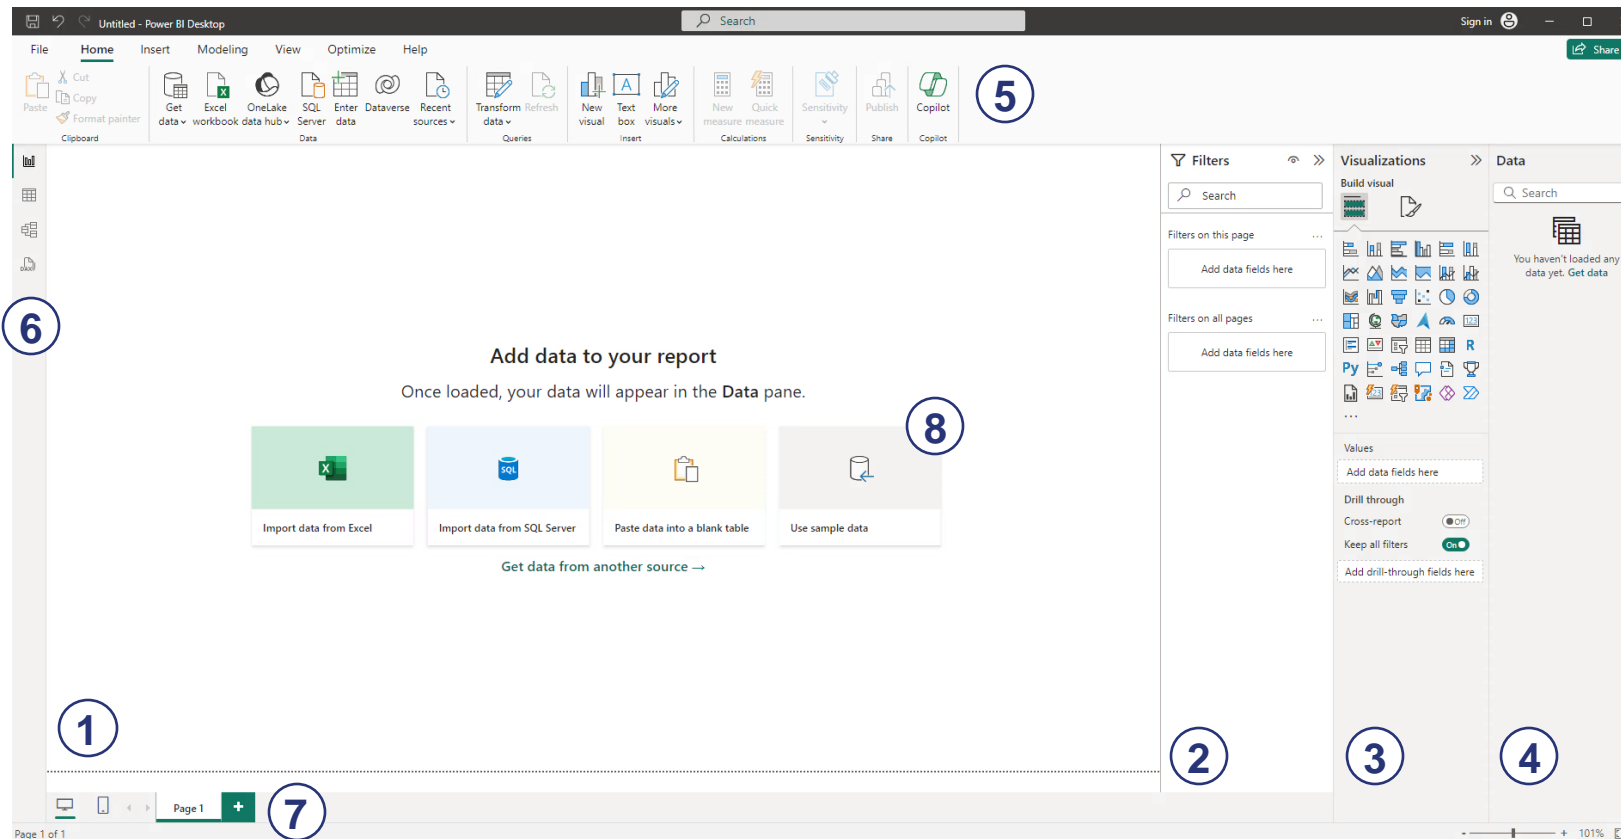 Untitled - Power BI Desktop
Search
Sign in
File Home Insert Modeling View Optimize Help
Share
Paste
Cut
Copy
Format painter
Clipboard
Get data
Excel workbook
OneLake data hub
SQL Server
Enter data
Dataverse
Recent sources
Data
Transform data
Refresh
Queries
New visual
Text box
More visuals
Insert
New measure
Quick measure
Calculations
Sensitivity
Sensitivity
Publish
Share
Copilot
Copilot
5
6
Add data to your report
Once loaded, your data will appear in the Data pane.
8
Import data from Excel
Import data from SQL Server
Paste data into a blank table
Use sample data
Get data from another source →
1
Filters
Search
Filters on this page
Add data fields here
Filters on all pages
Add data fields here
2
Visualizations
Build visual
123
R
Py
123
Values
Add data fields here
Drill through
Cross-report Off
Keep all filters On
Add drill-through fields here
3
Data
Search
You haven't loaded any
data yet. Get data
4
Page 1 +
7
Page 1 of 1
- + 101%